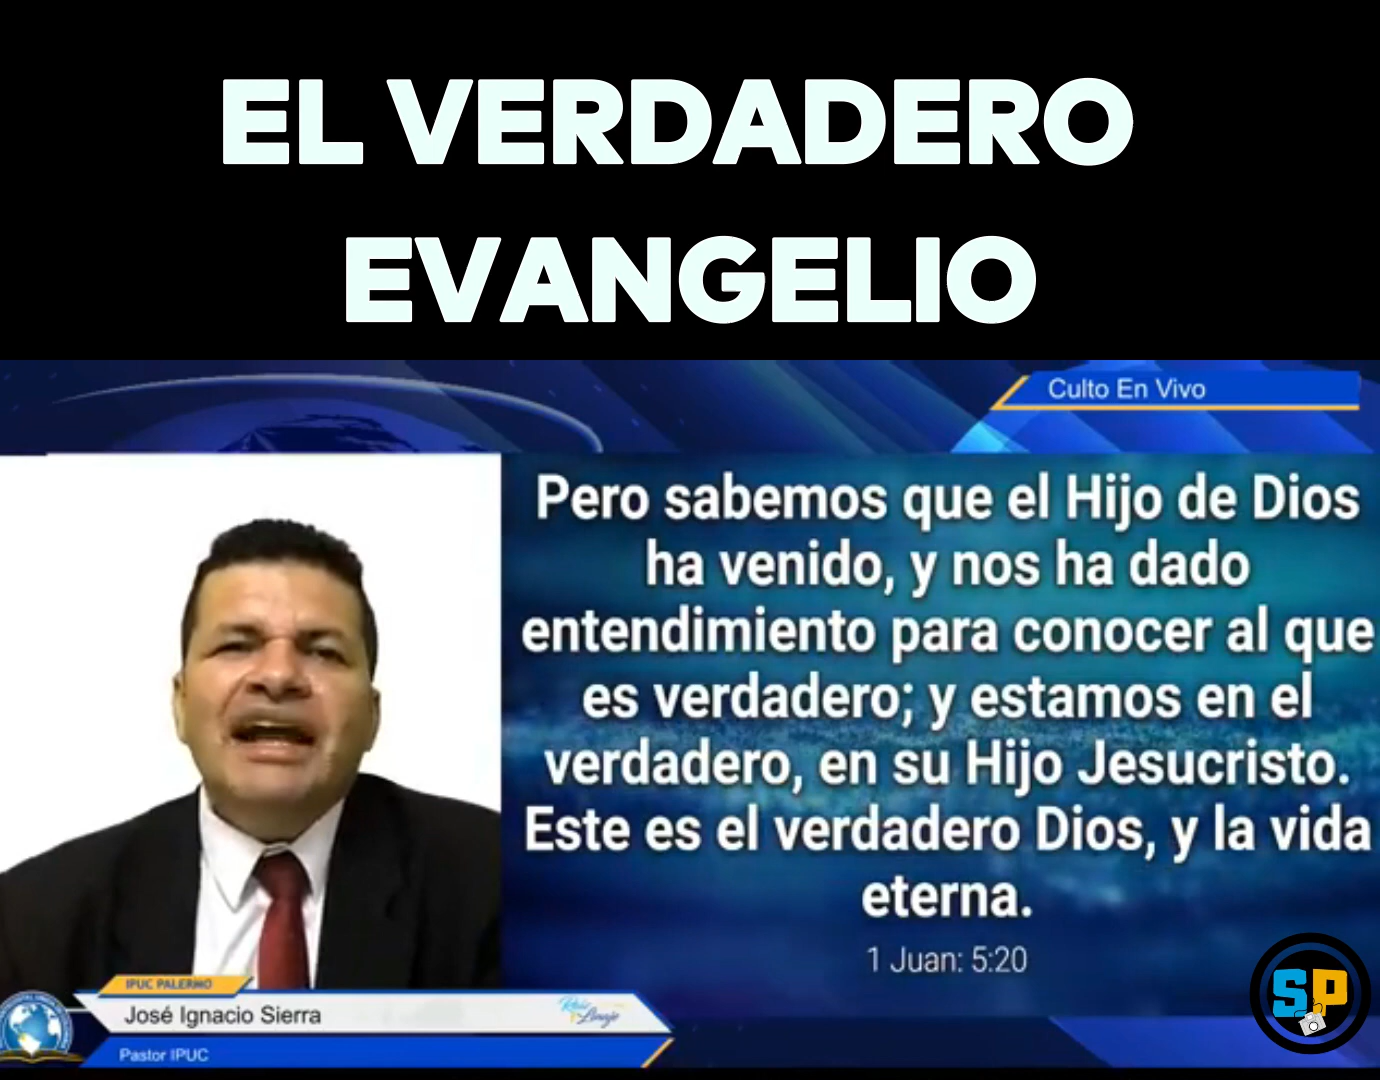 EL VERDADERO
EVANGELIO
Culto En Vivo
Pero sabemos que el Hijo de Dios
ha venido, y nos ha dado
entendimiento para conocer al que
es verdadero; y estamos en el
verdadero, en su Hijo Jesucristo.
Este es el verdadero Dios, y la vida
eterna.
1 Juan: 5:20
IPUC PALERMO
José Ignacio Sierra
Pastor IPUC
SP